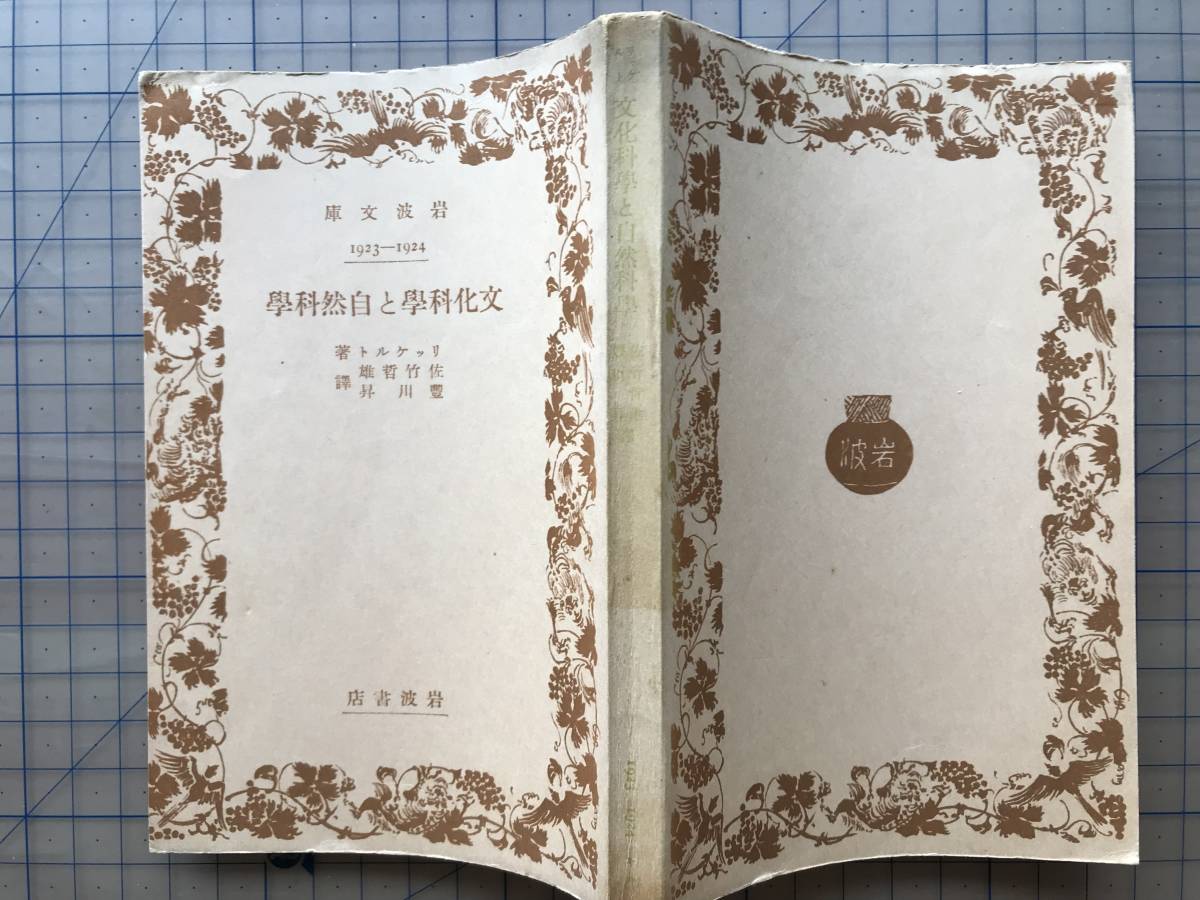 岩波文庫
1923—1924
文化科學と自然科學
リッケルト著
佐竹哲雄
豐川昇
譯
岩波書店
文化科學と自然科學
岩波